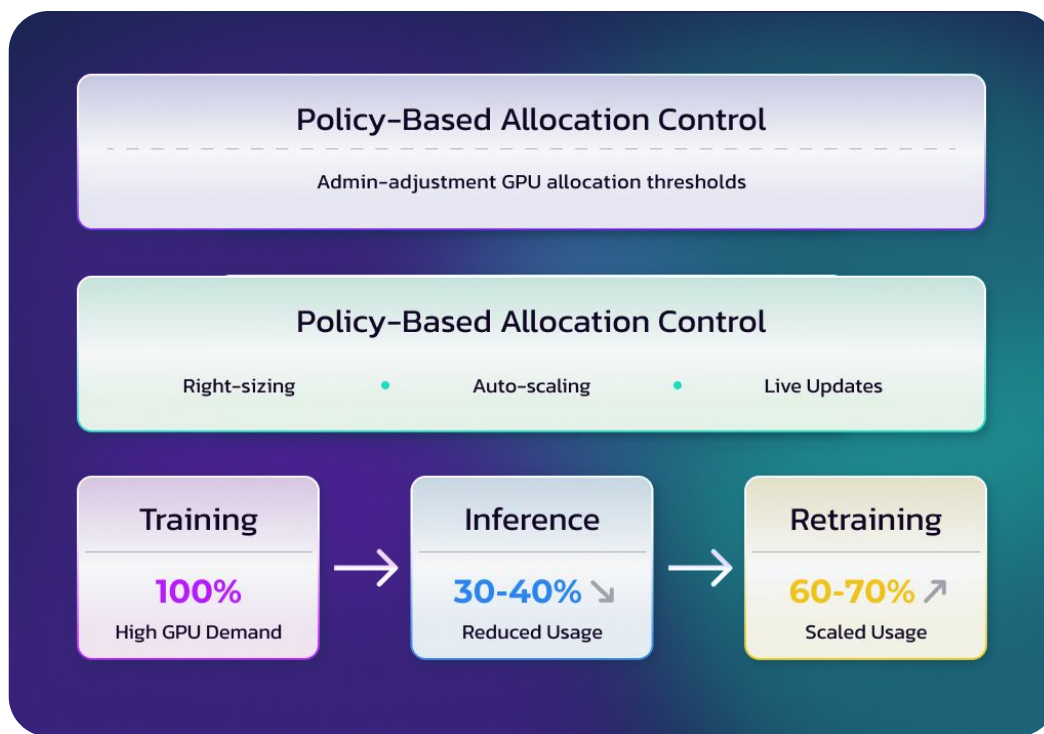 Policy-Based Allocation Control
Admin-adjustment GPU allocation thresholds
Policy-Based Allocation Control
Right-sizing • Auto-scaling • Live Updates
Training
100%
High GPU Demand
Inference
30-40%
Reduced Usage
Retraining
60-70%
Scaled Usage